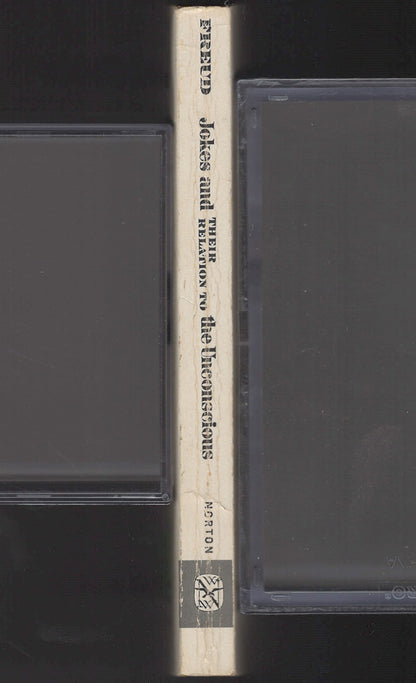 FREUD
Jokes and
THEIR
RELATION TO
the Unconscious
NORTON